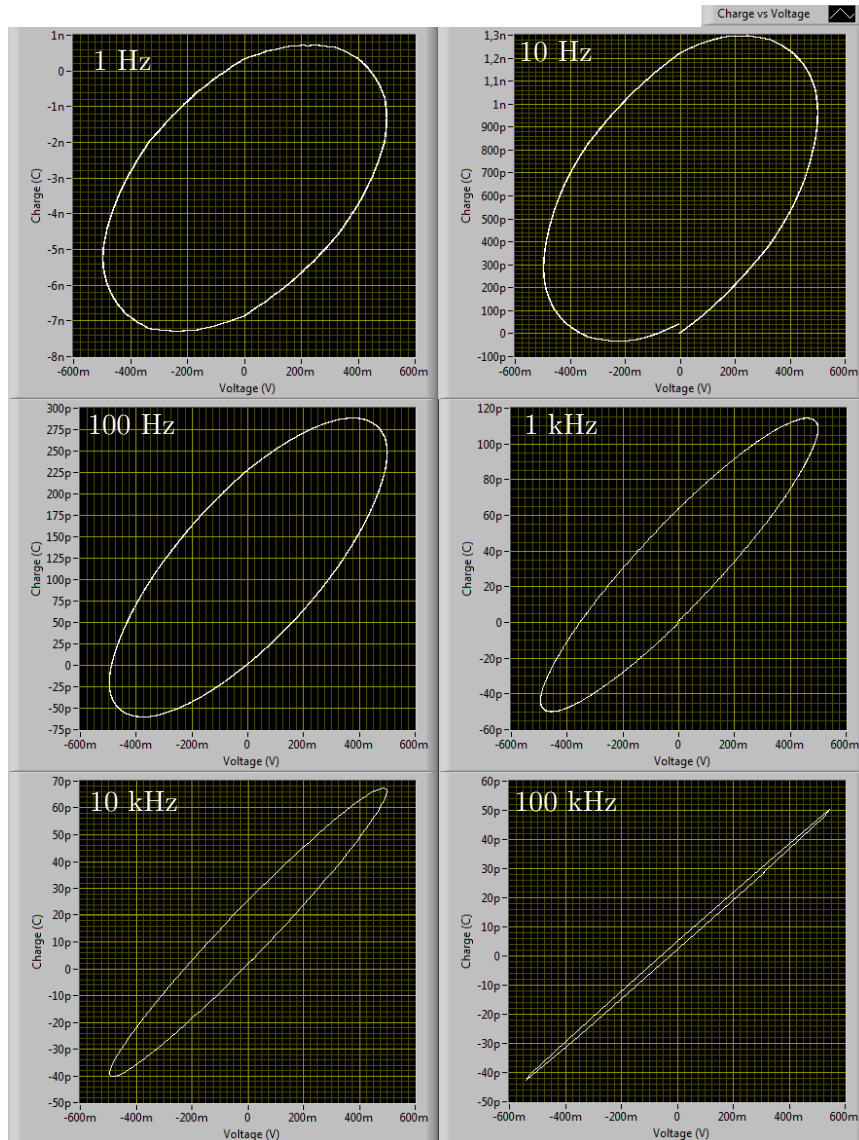 Charge vs Voltage
1 Hz
Charge (C)
1n
0
-1n
-2n
-3n
-4n
-5n
-6n
-7n
-8n
-600m -400m -200m 0 200m 400m 600m
Voltage (V)
10 Hz
Charge (C)
1,3n
1,2n
1,1n
1n
900p
800p
700p
600p
500p
400p
300p
200p
100p
0
-100p
-600m -400m -200m 0 200m 400m 600m
Voltage (V)
100 Hz
Charge (C)
300p
275p
250p
225p
200p
175p
150p
125p
100p
75p
50p
25p
0
-25p
-50p
-75p
-600m -400m -200m 0 200m 400m 600m
Voltage (V)
1 kHz
Charge (C)
120p
100p
80p
60p
40p
20p
0
-20p
-40p
-60p
-600m -400m -200m 0 200m 400m 600m
Voltage (V)
10 kHz
Charge (C)
70p
60p
50p
40p
30p
20p
10p
0
-10p
-20p
-30p
-40p
-50p
-600m -400m -200m 0 200m 400m 600m
Voltage (V)
100 kHz
Charge (C)
60p
50p
40p
30p
20p
10p
0
-10p
-20p
-30p
-40p
-50p
-600m -400m -200m 0 200m 400m 600m
Voltage (V)